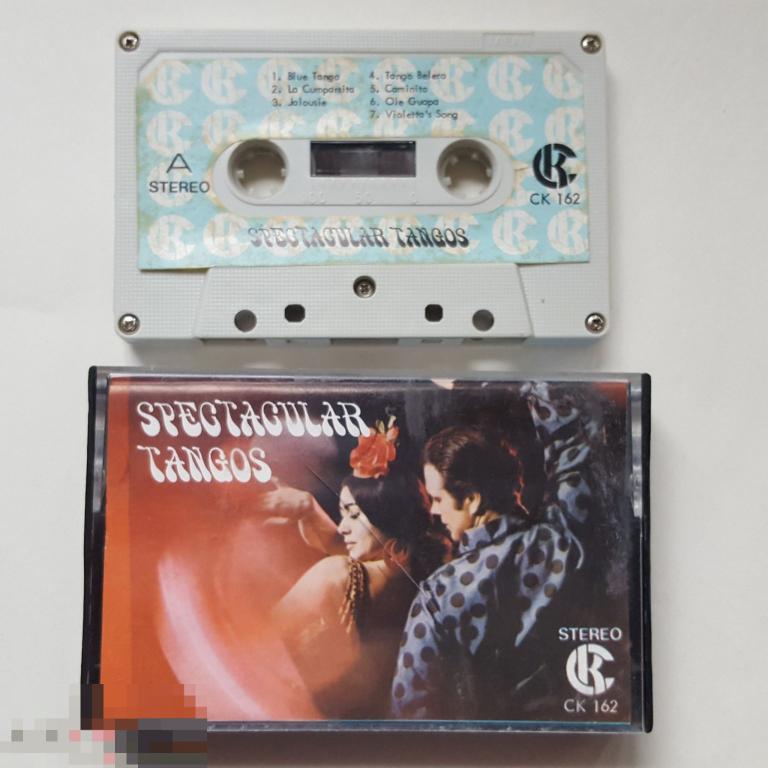 1. Blue Tango
2. La Cumparsita
3. Jalousie
4. Tango Bolero
5. Caminito
6. Ole Guapa
7. Violetta's Song
A
STEREO
CK 162
SPECTACULAR TANGOS
SPECTACULAR
TANGOS
STEREO
CK 162